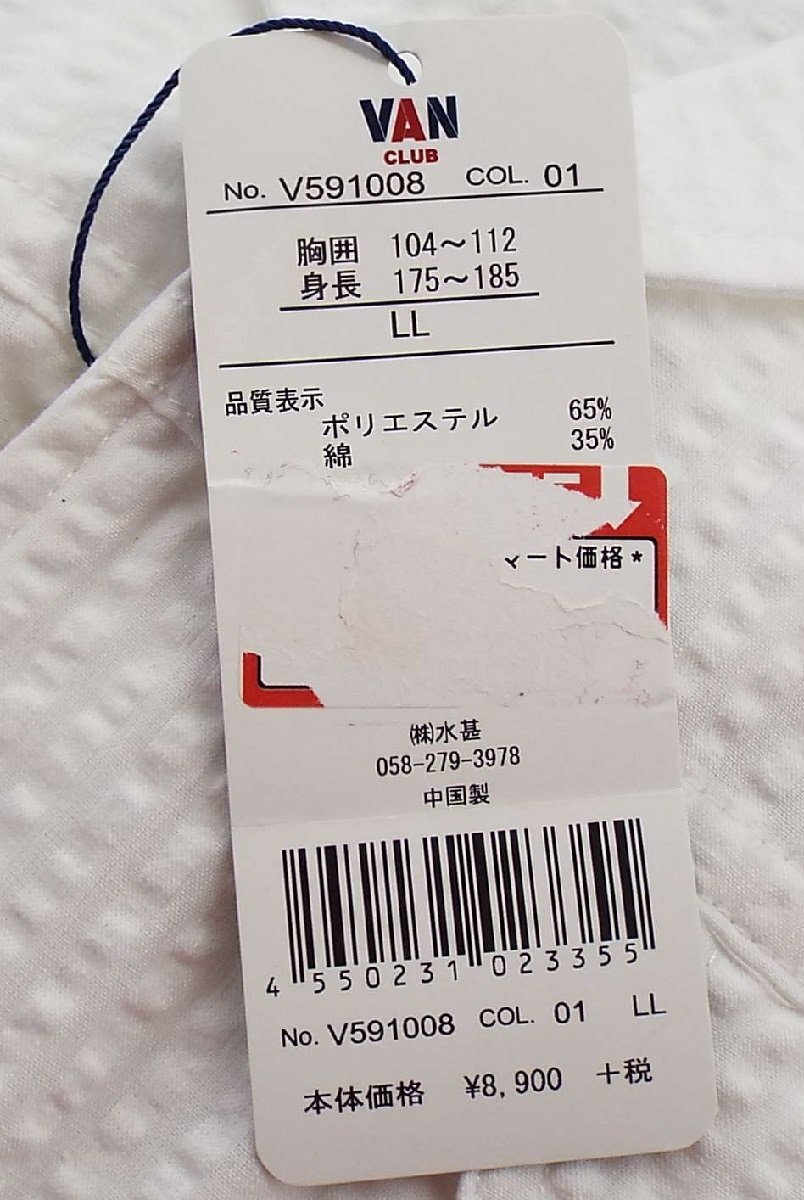 VAN
CLUB
No. V591008 COL. 01
胸囲 104～112
身長 175～185
LL
品質表示
ポリエステル 65%
綿 35%
ィート価格*
㈱水甚
058-279-3978
中国製
4 550231 023355
No. V591008 COL. 01 LL
本体価格 ¥8,900 +税